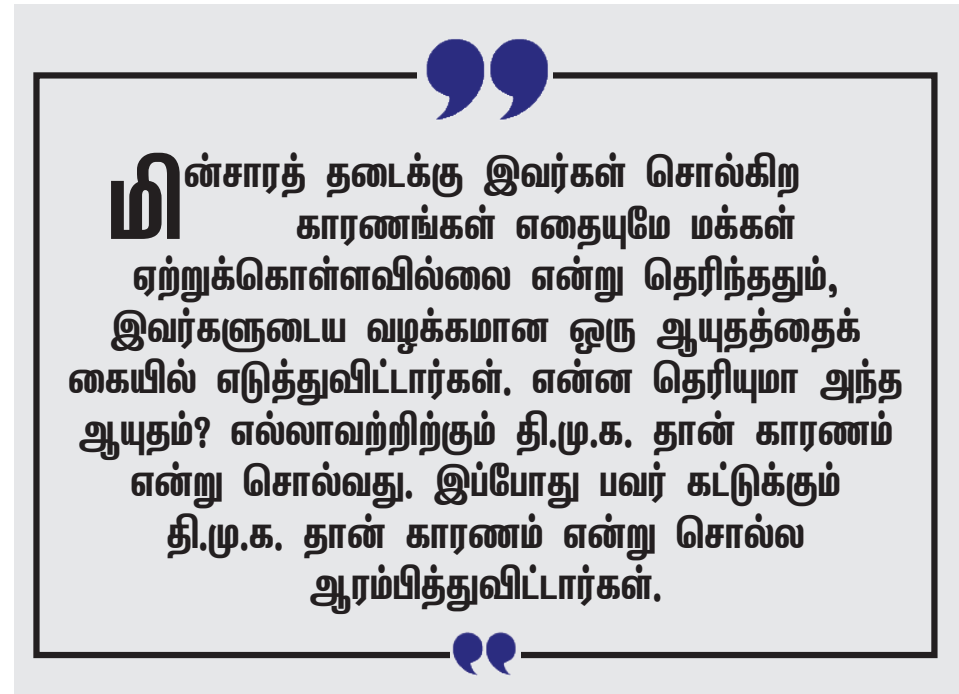 மின்சாரத் தடைக்கு இவர்கள் சொல்கிற
காரணங்கள் எதையுமே மக்கள்
ஏற்றுக்கொள்ளவில்லை என்று தெரிந்ததும்,
இவர்களுடைய வழக்கமான ஒரு ஆயுதத்தைக்
கையில் எடுத்துவிட்டார்கள். என்ன தெரியுமா அந்த
ஆயுதம்? எல்லாவற்றிற்கும் தி.மு.க. தான் காரணம்
என்று சொல்வது. இப்போது பவர் கட்டுக்கும்
தி.மு.க. தான் காரணம் என்று சொல்ல
ஆரம்பித்துவிட்டார்கள்.